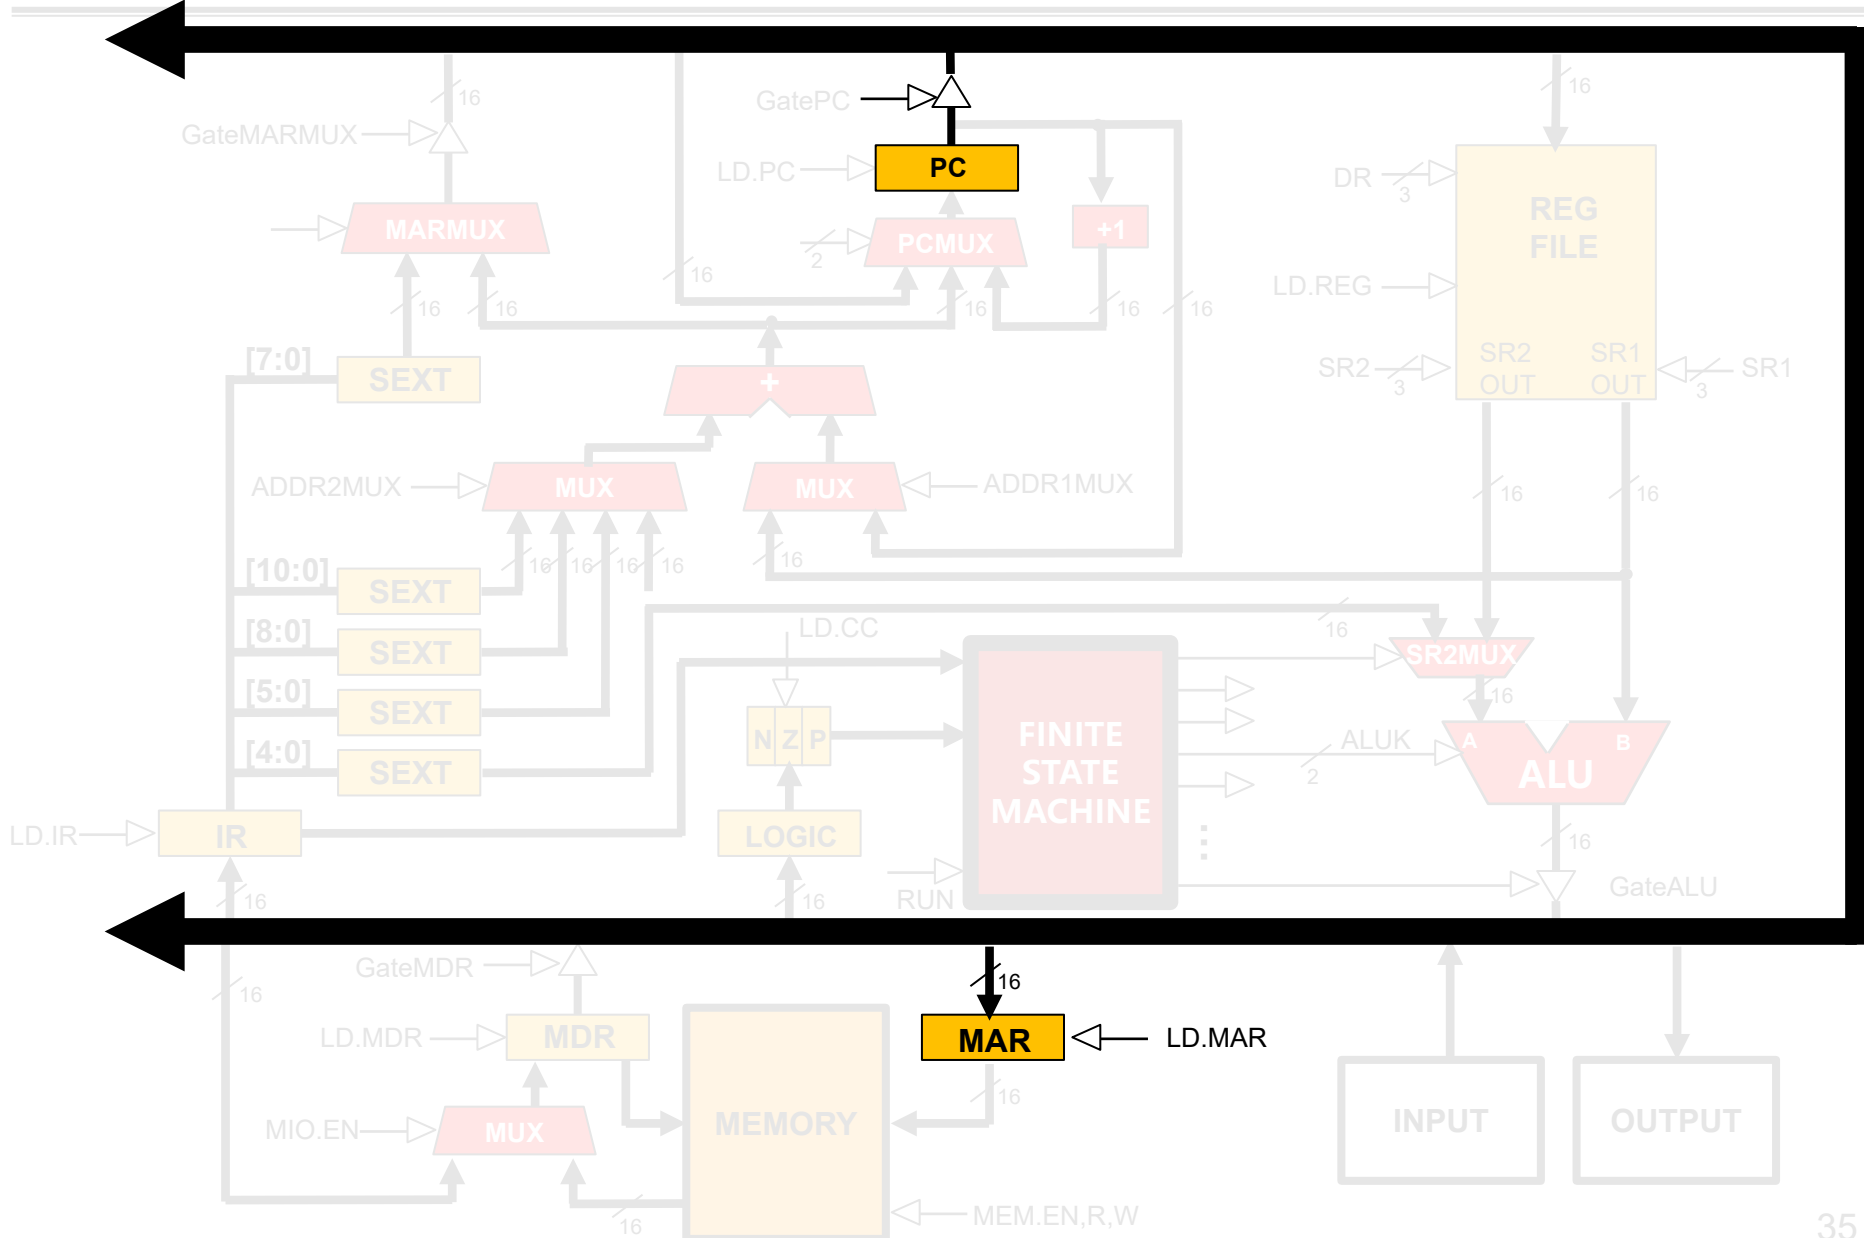 16
16
GatePC
GateMARMUX
LD.PC
PC
DR
3
REG
FILE
MARMUX
2
PCMUX
+1
16
LD.REG
16
16
16
16
16
[7:0]
SEXT
+
SR2
3
SR2
OUT
SR1
OUT
3
SR1
ADDR2MUX
MUX
MUX
ADDR1MUX
16
16
16
16
16
16
16
[10:0]
SEXT
[8:0]
SEXT
LD.CC
16
SR2MUX
[5:0]
SEXT
16
N Z P
FINITE
STATE
MACHINE
ALUK
2
A
B
ALU
[4:0]
SEXT
LD.IR
IR
LOGIC
16
⋮
16
16
RUN
GateALU
GateMDR
16
16
LD.MDR
MDR
MAR
LD.MAR
16
MIO.EN
MUX
MEMORY
INPUT
OUTPUT
16
MEM.EN,R,W
35